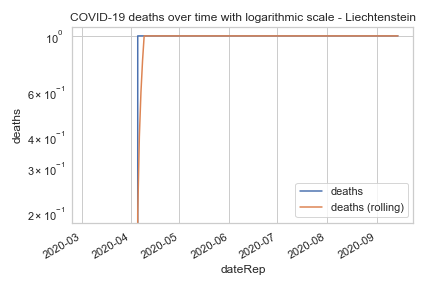 COVID-19 deaths over time with logarithmic scale - Liechtenstein
10⁰
6 × 10⁻¹
4 × 10⁻¹
3 × 10⁻¹
2 × 10⁻¹
deaths
deaths
deaths (rolling)
2020-03
2020-04
2020-05
2020-06
2020-07
2020-08
2020-09
dateRep